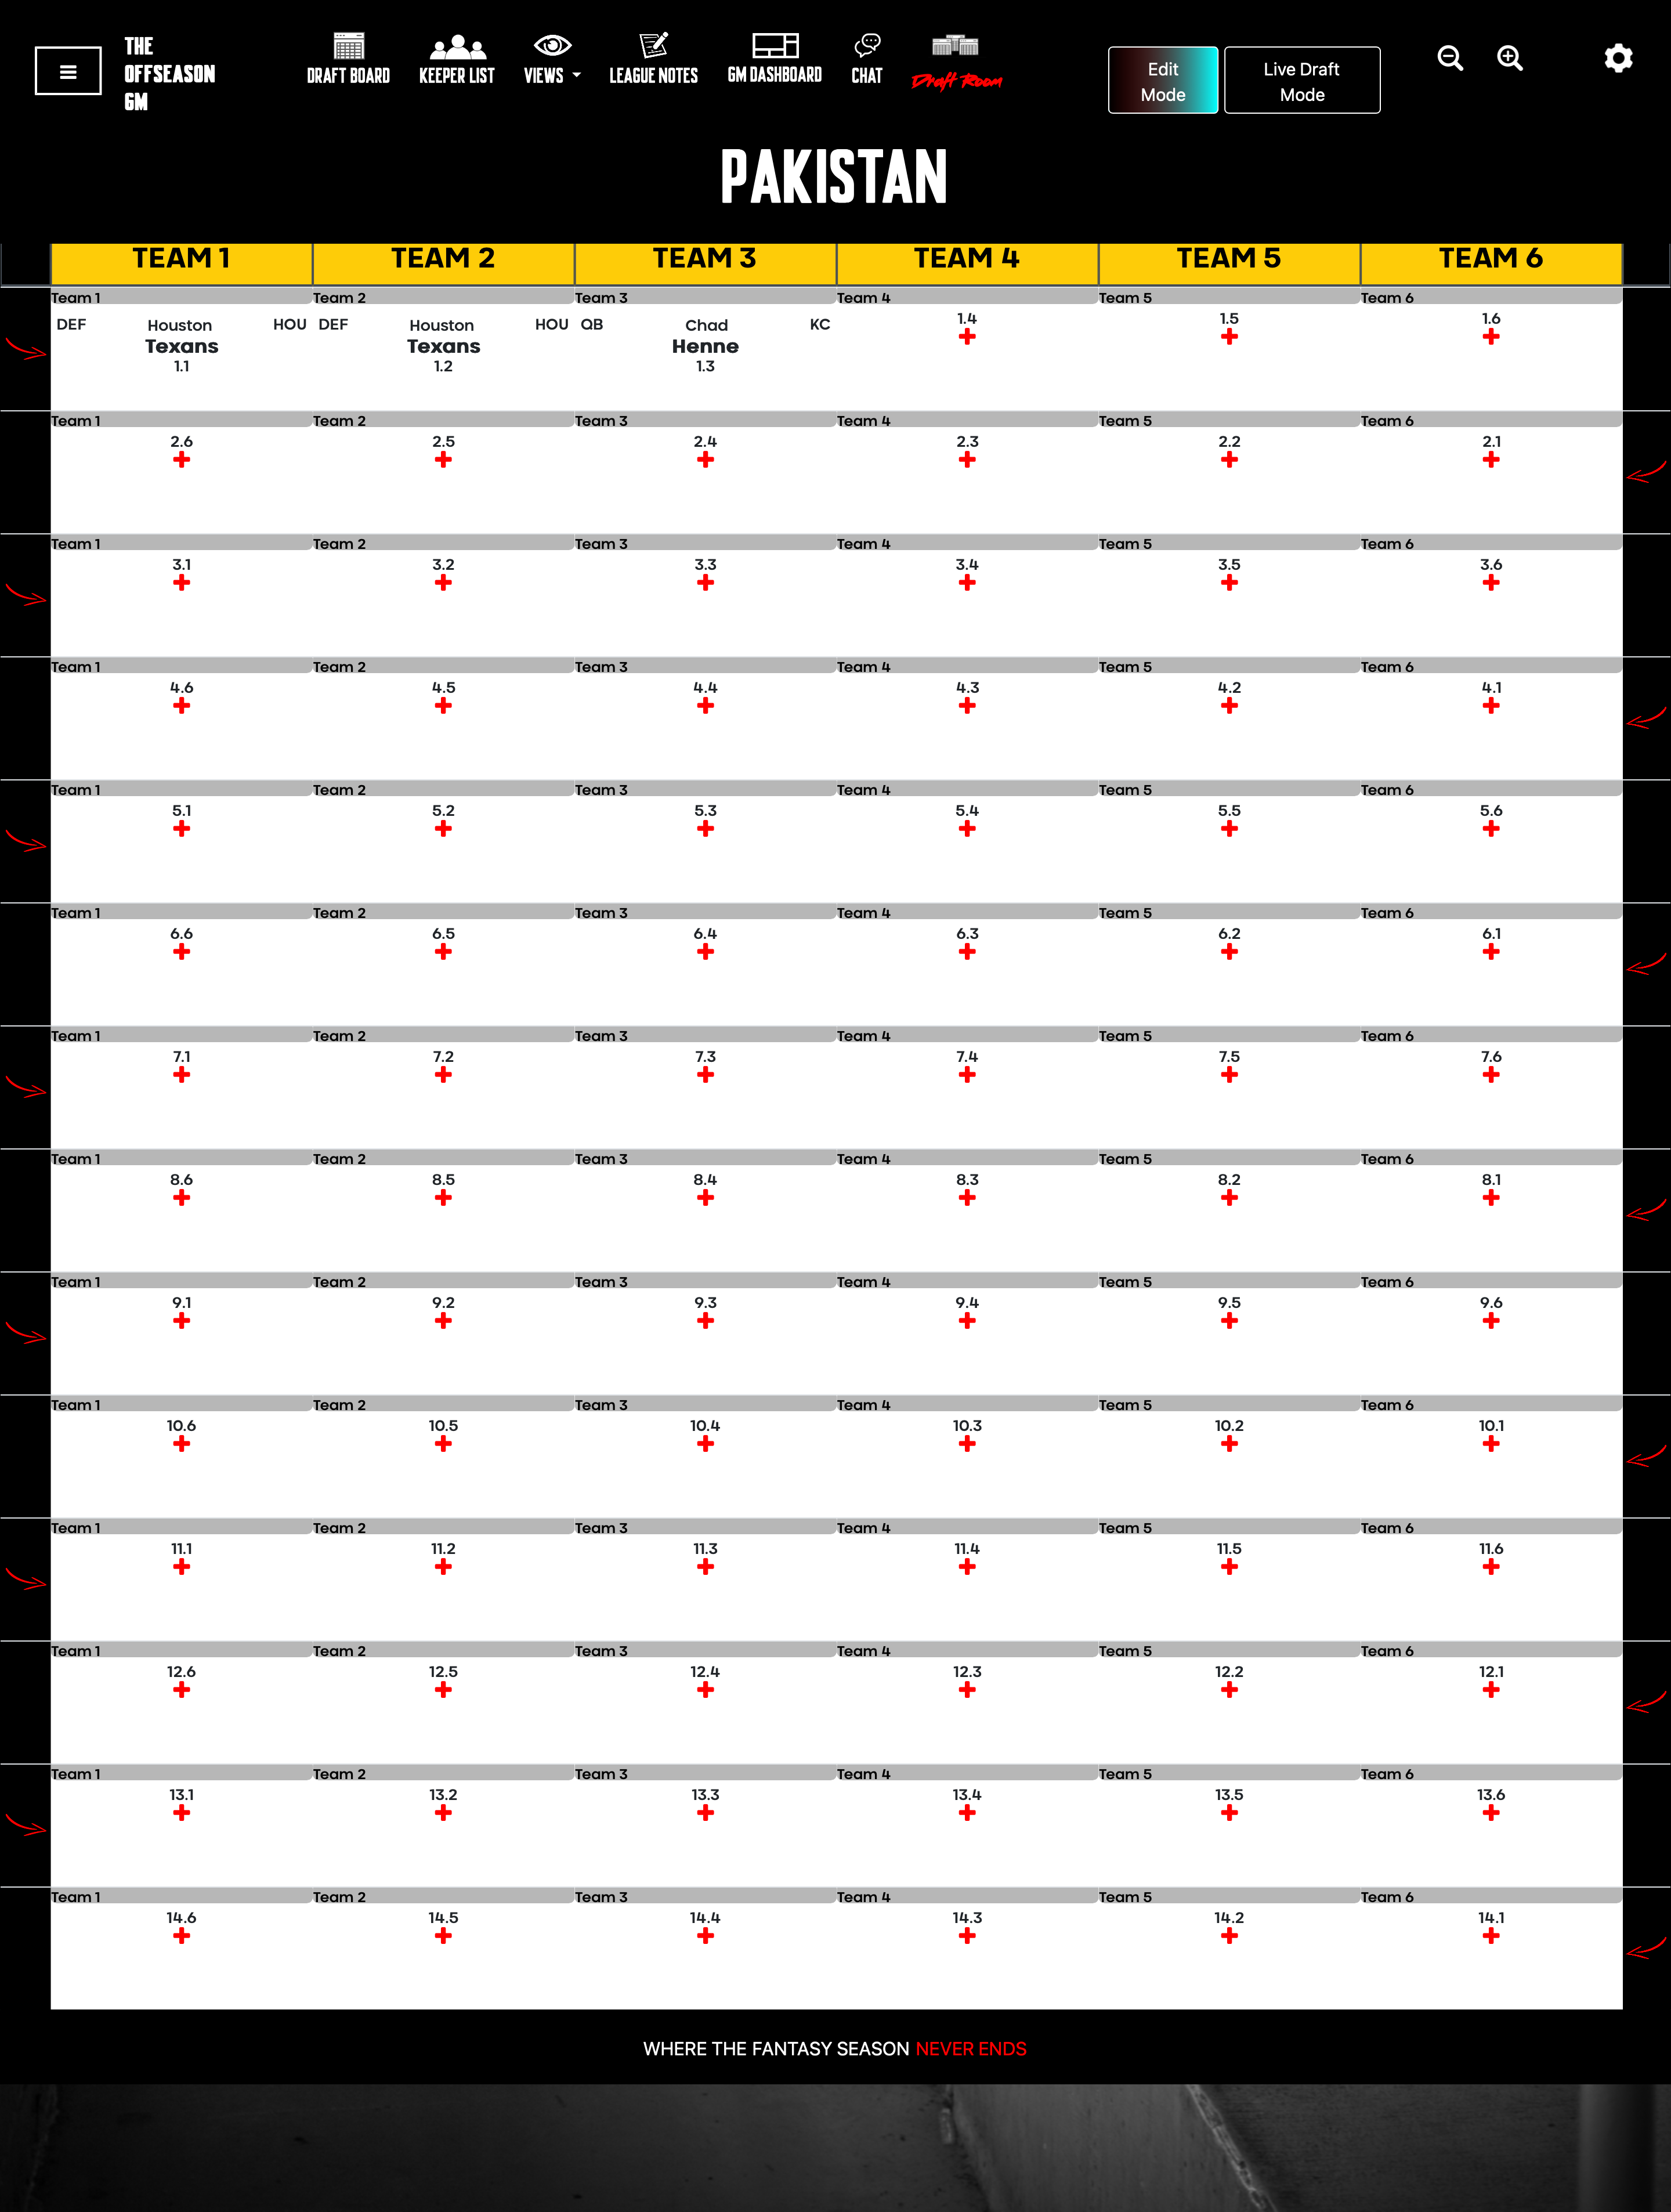 THE
OFFSEASON
GM
DRAFT BOARD KEEPER LIST VIEWS LEAGUE NOTES GM DASHBOARD CHAT Draft Room
Edit
Mode
Live Draft
Mode
PAKISTAN
TEAM 1 TEAM 2 TEAM 3 TEAM 4 TEAM 5 TEAM 6
Team 1 Team 2 Team 3 Team 4 Team 5 Team 6
DEF Houston HOU DEF Houston HOU QB Chad KC 1.4 1.5 1.6
Texans Texans Henne
1.1 1.2 1.3
Team 1 Team 2 Team 3 Team 4 Team 5 Team 6
2.6 2.5 2.4 2.3 2.2 2.1
Team 1 Team 2 Team 3 Team 4 Team 5 Team 6
3.1 3.2 3.3 3.4 3.5 3.6
Team 1 Team 2 Team 3 Team 4 Team 5 Team 6
4.6 4.5 4.4 4.3 4.2 4.1
Team 1 Team 2 Team 3 Team 4 Team 5 Team 6
5.1 5.2 5.3 5.4 5.5 5.6
Team 1 Team 2 Team 3 Team 4 Team 5 Team 6
6.6 6.5 6.4 6.3 6.2 6.1
Team 1 Team 2 Team 3 Team 4 Team 5 Team 6
7.1 7.2 7.3 7.4 7.5 7.6
Team 1 Team 2 Team 3 Team 4 Team 5 Team 6
8.6 8.5 8.4 8.3 8.2 8.1
Team 1 Team 2 Team 3 Team 4 Team 5 Team 6
9.1 9.2 9.3 9.4 9.5 9.6
Team 1 Team 2 Team 3 Team 4 Team 5 Team 6
10.6 10.5 10.4 10.3 10.2 10.1
Team 1 Team 2 Team 3 Team 4 Team 5 Team 6
11.1 11.2 11.3 11.4 11.5 11.6
Team 1 Team 2 Team 3 Team 4 Team 5 Team 6
12.6 12.5 12.4 12.3 12.2 12.1
Team 1 Team 2 Team 3 Team 4 Team 5 Team 6
13.1 13.2 13.3 13.4 13.5 13.6
Team 1 Team 2 Team 3 Team 4 Team 5 Team 6
14.6 14.5 14.4 14.3 14.2 14.1
WHERE THE FANTASY SEASON NEVER ENDS